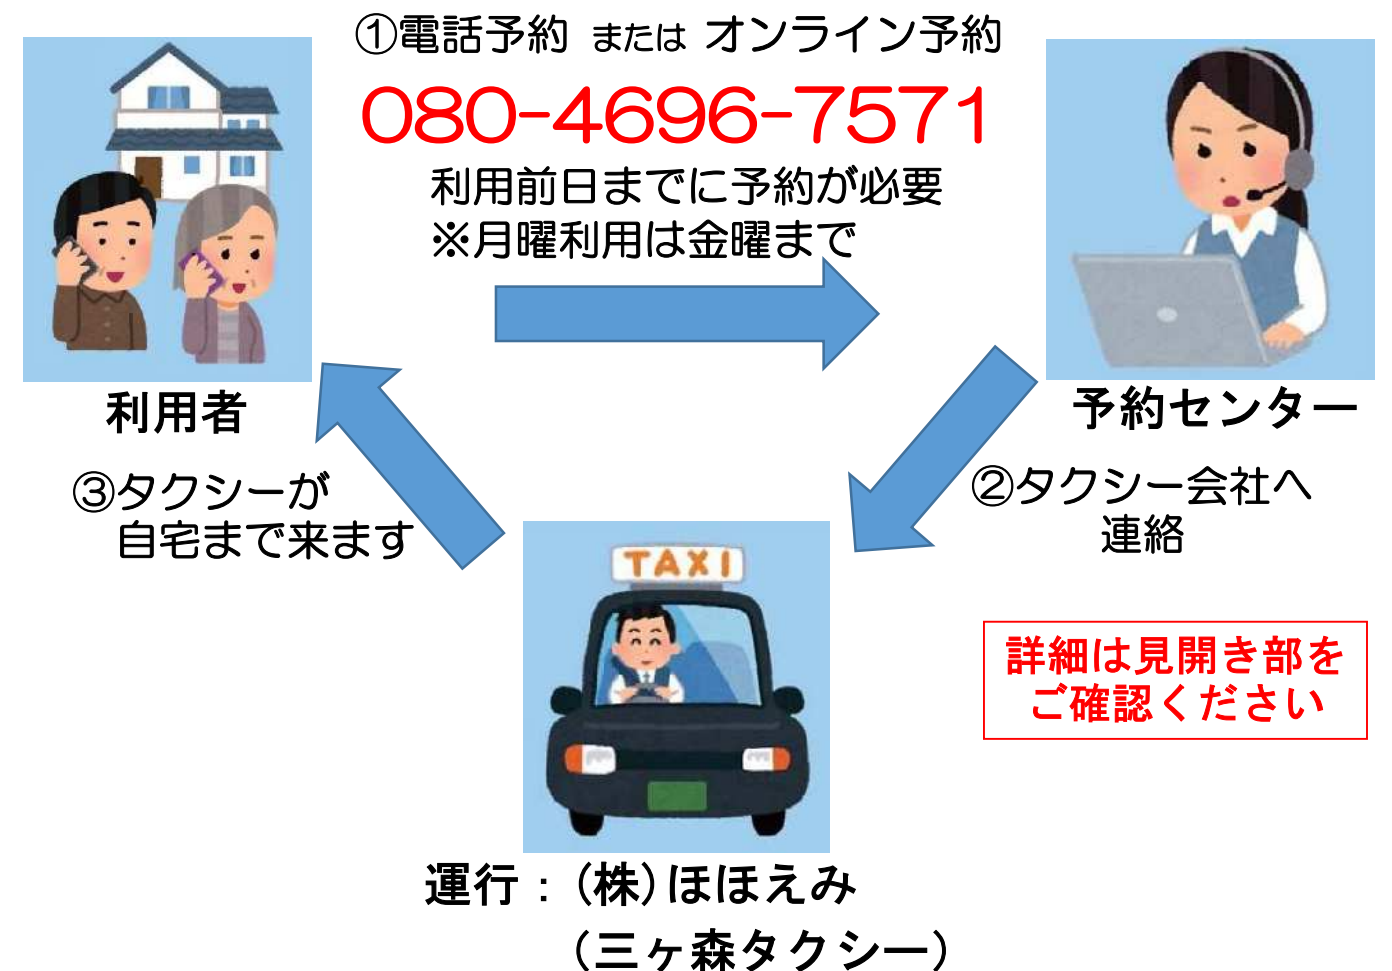 ①電話予約 または オンライン予約
080-4696-7571
利用前日までに予約が必要
※月曜利用は金曜まで
利用者
予約センター
③タクシーが
自宅まで来ます
②タクシー会社へ
連絡
TAXI
詳細は見開き部を
ご確認ください
運行：(株)ほほえみ
(三ヶ森タクシー)